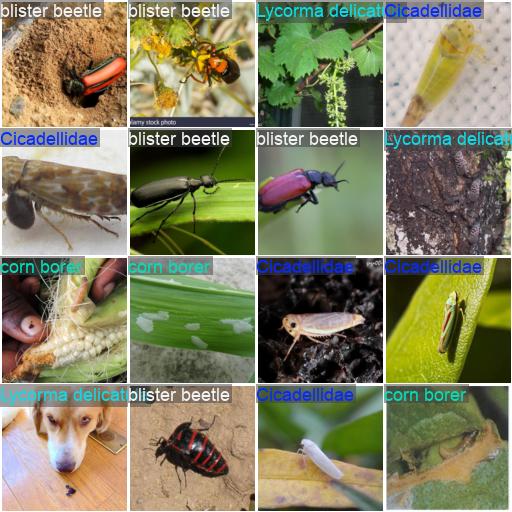 blister beetle
blister beetle
Lycorma delicat
Cicadellidae
alamy stock photo
Cicadellidae
blister beetle
blister beetle
Lycorma delicat
corn borer
corn borer
Cicadellidae
Cicadellidae
Lycorma delicat
blister beetle
Cicadellidae
corn borer